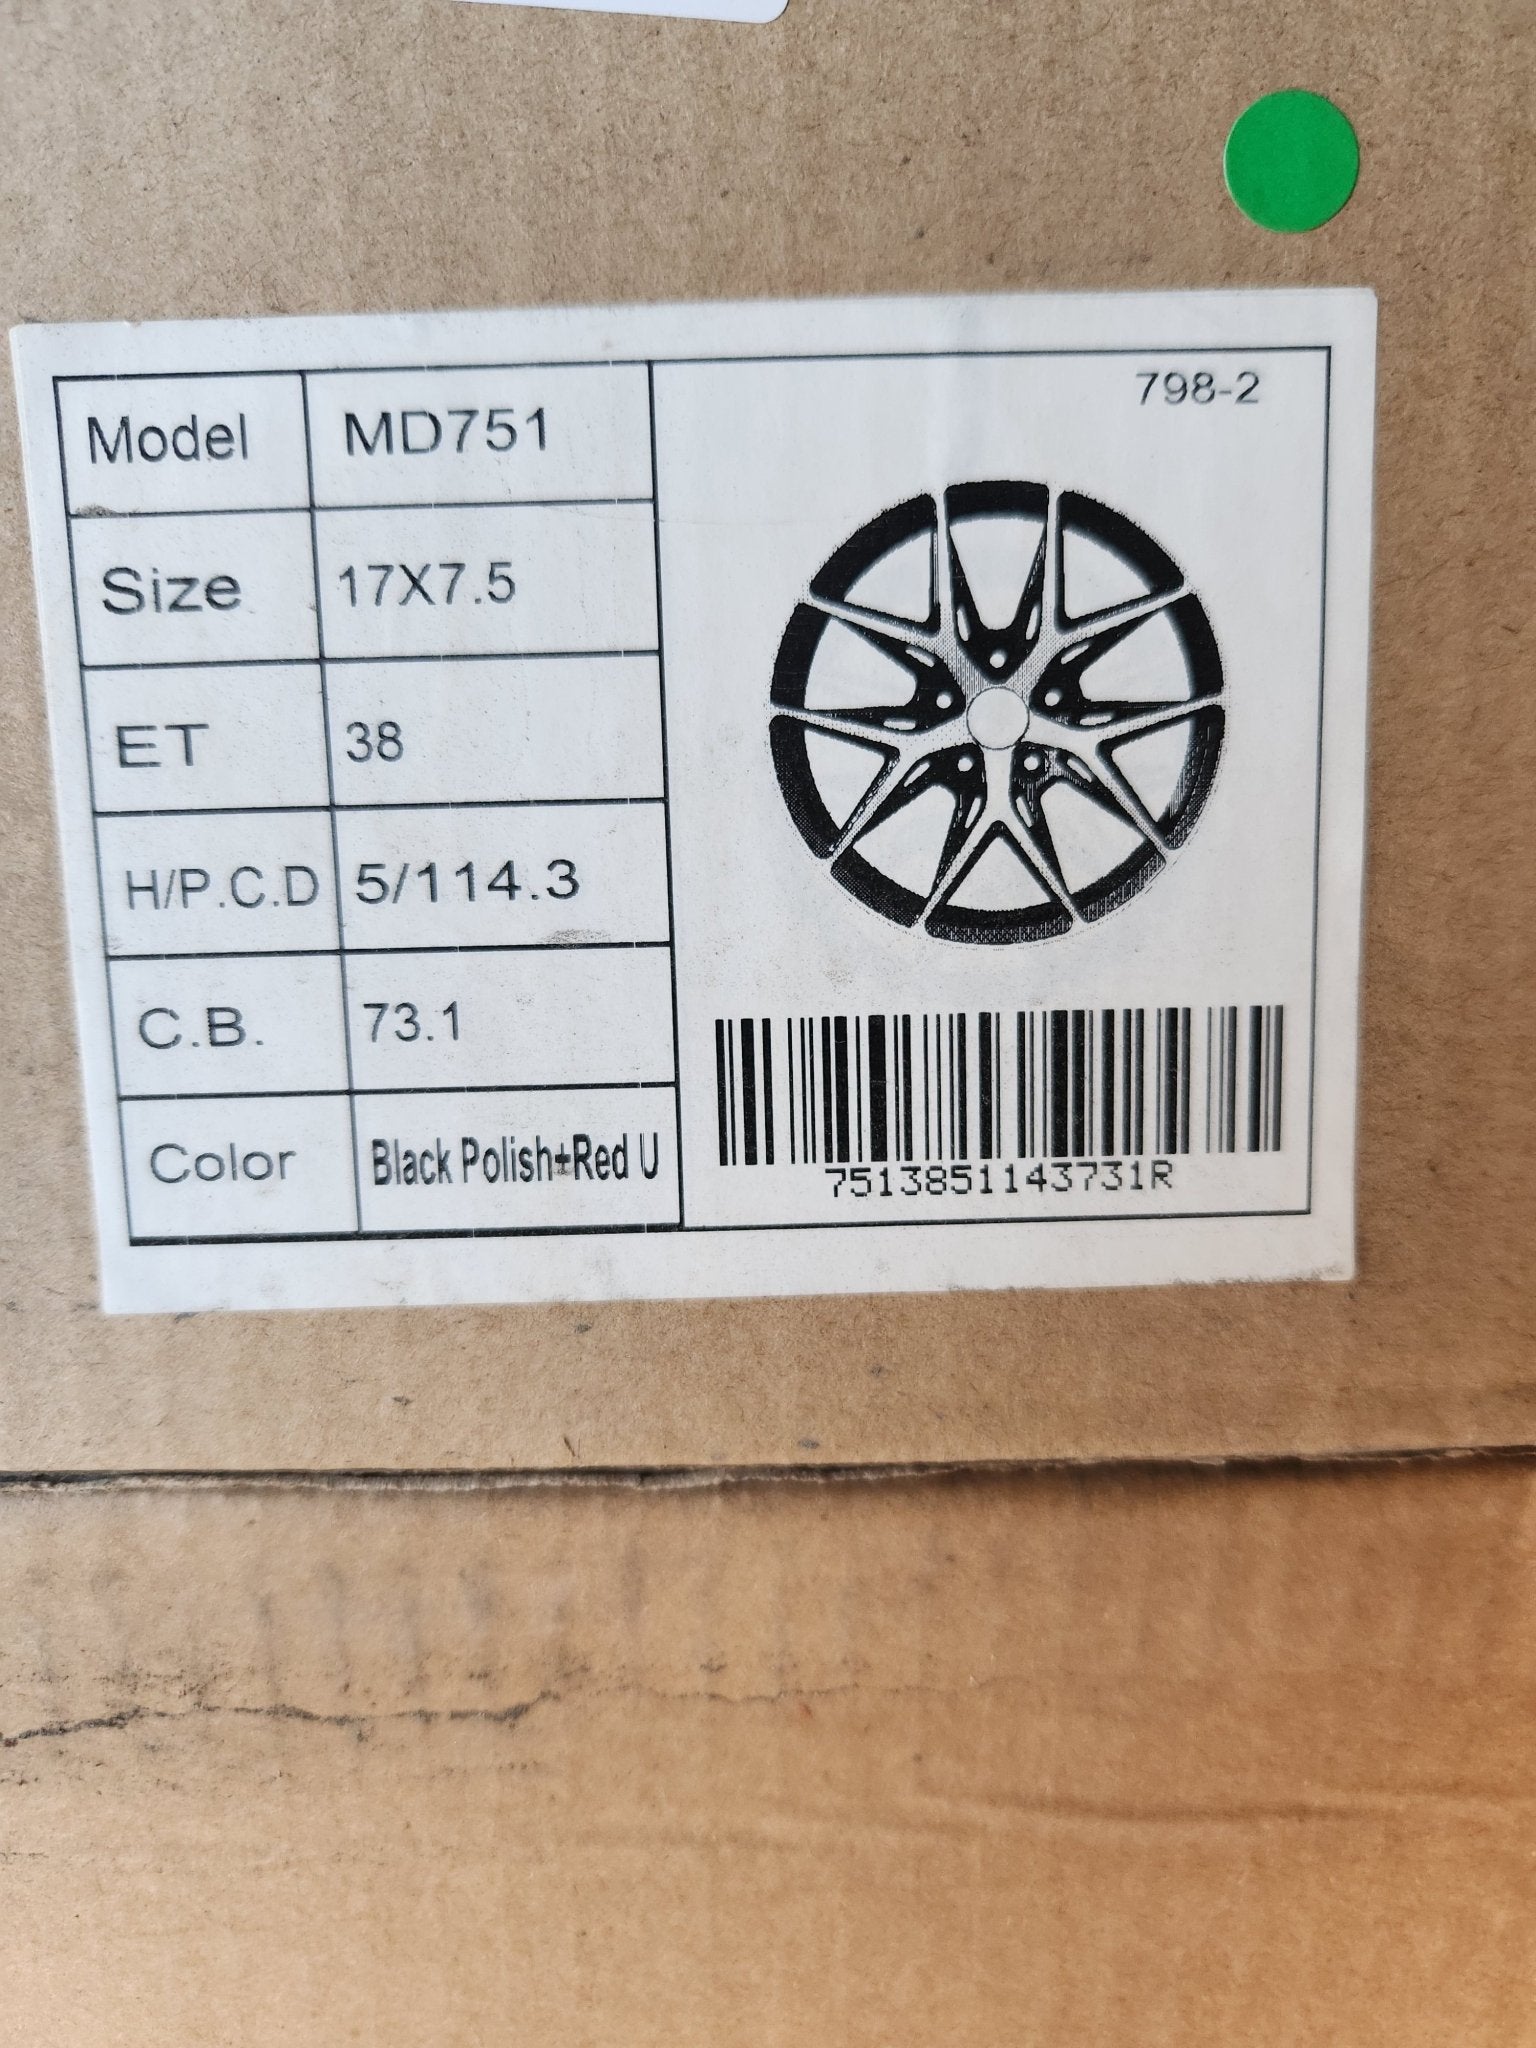 798-2
Model MD751
Size 17X7.5
ET 38
H/P.C.D 5/114.3
C.B. 73.1
Color Black Polish+Red U
7513851143731R